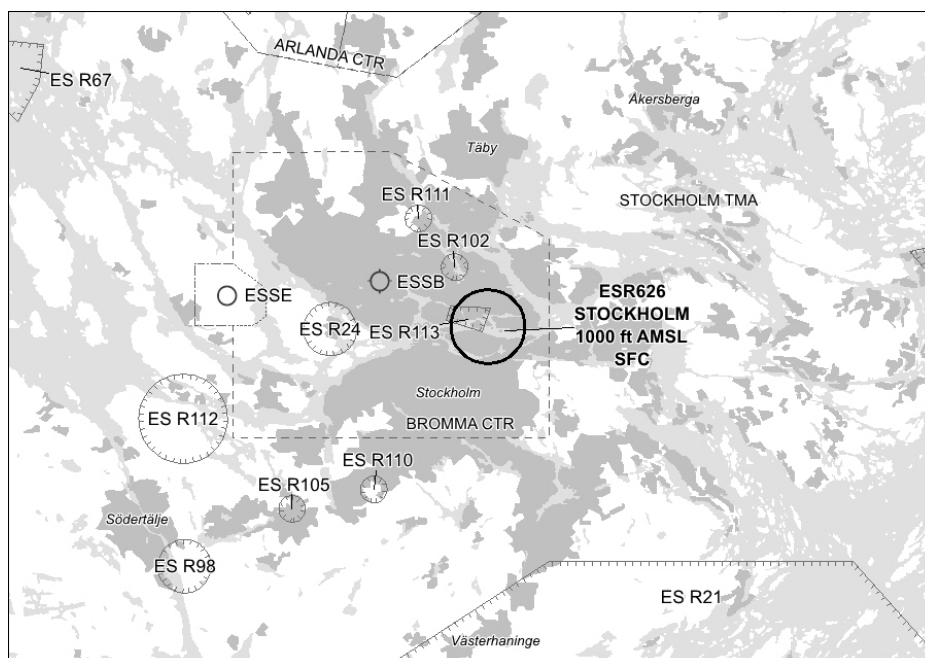 ARLANDA CTR
ES R67
Åkersberga
Täby
ES R111
STOCKHOLM TMA
ES R102
ESSE
ESSB
ESR626
STOCKHOLM
1000 ft AMSL
SFC
ES R24
ES R113
Stockholm
ES R112
BROMMA CTR
ES R110
ES R105
Södertälje
ES R98
ES R21
Västerhaninge